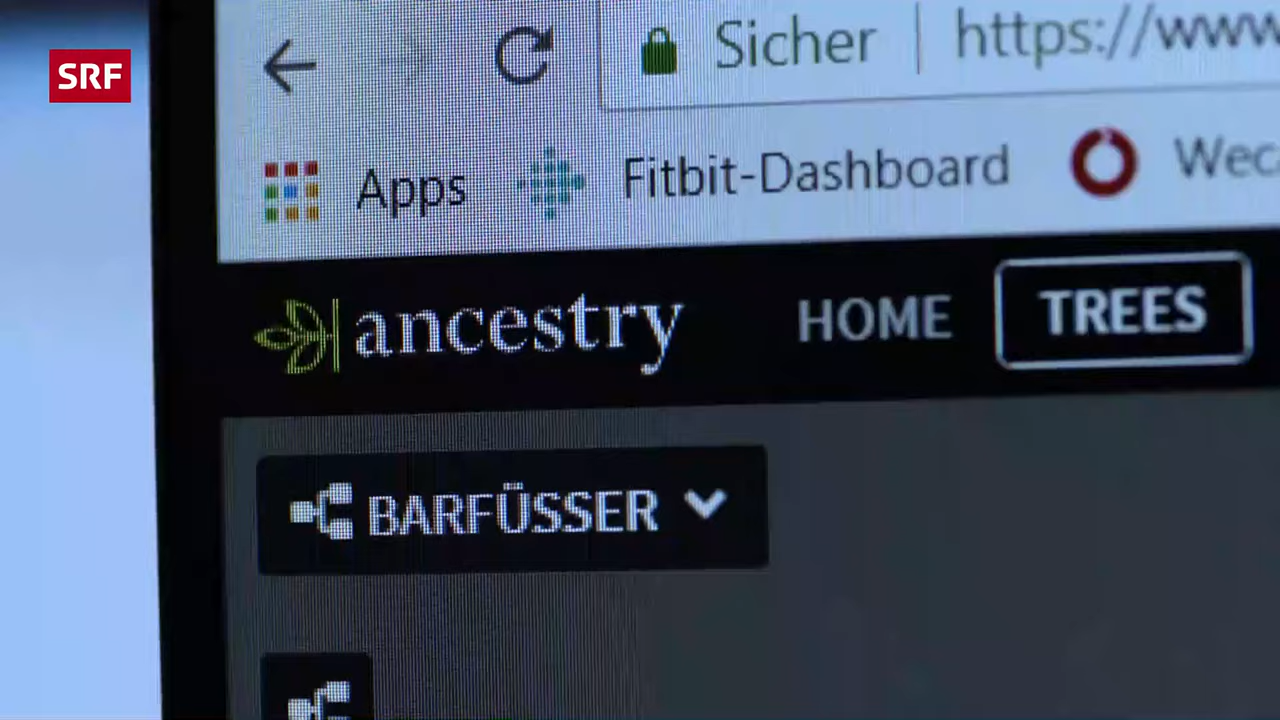 SRF
Sicher https://www
Apps Fitbit-Dashboard
ancestry HOME TREES
BARFÜSSER